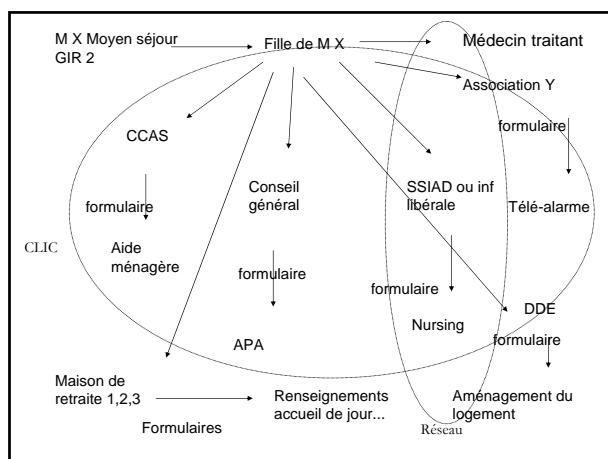 M X Moyen séjour
GIR 2
Fille de M X
Médecin traitant
Association Y
formulaire
CCAS
Conseil
général
SSIAD ou inf
libérale
Télé-alarme
formulaire
CLIC
Aide
ménagère
formulaire
formulaire
Nursing
DDE
formulaire
APA
Maison de
retraite 1,2,3
Renseignements
accueil de jour...
Aménagement du
logement
Formulaires
Réseau